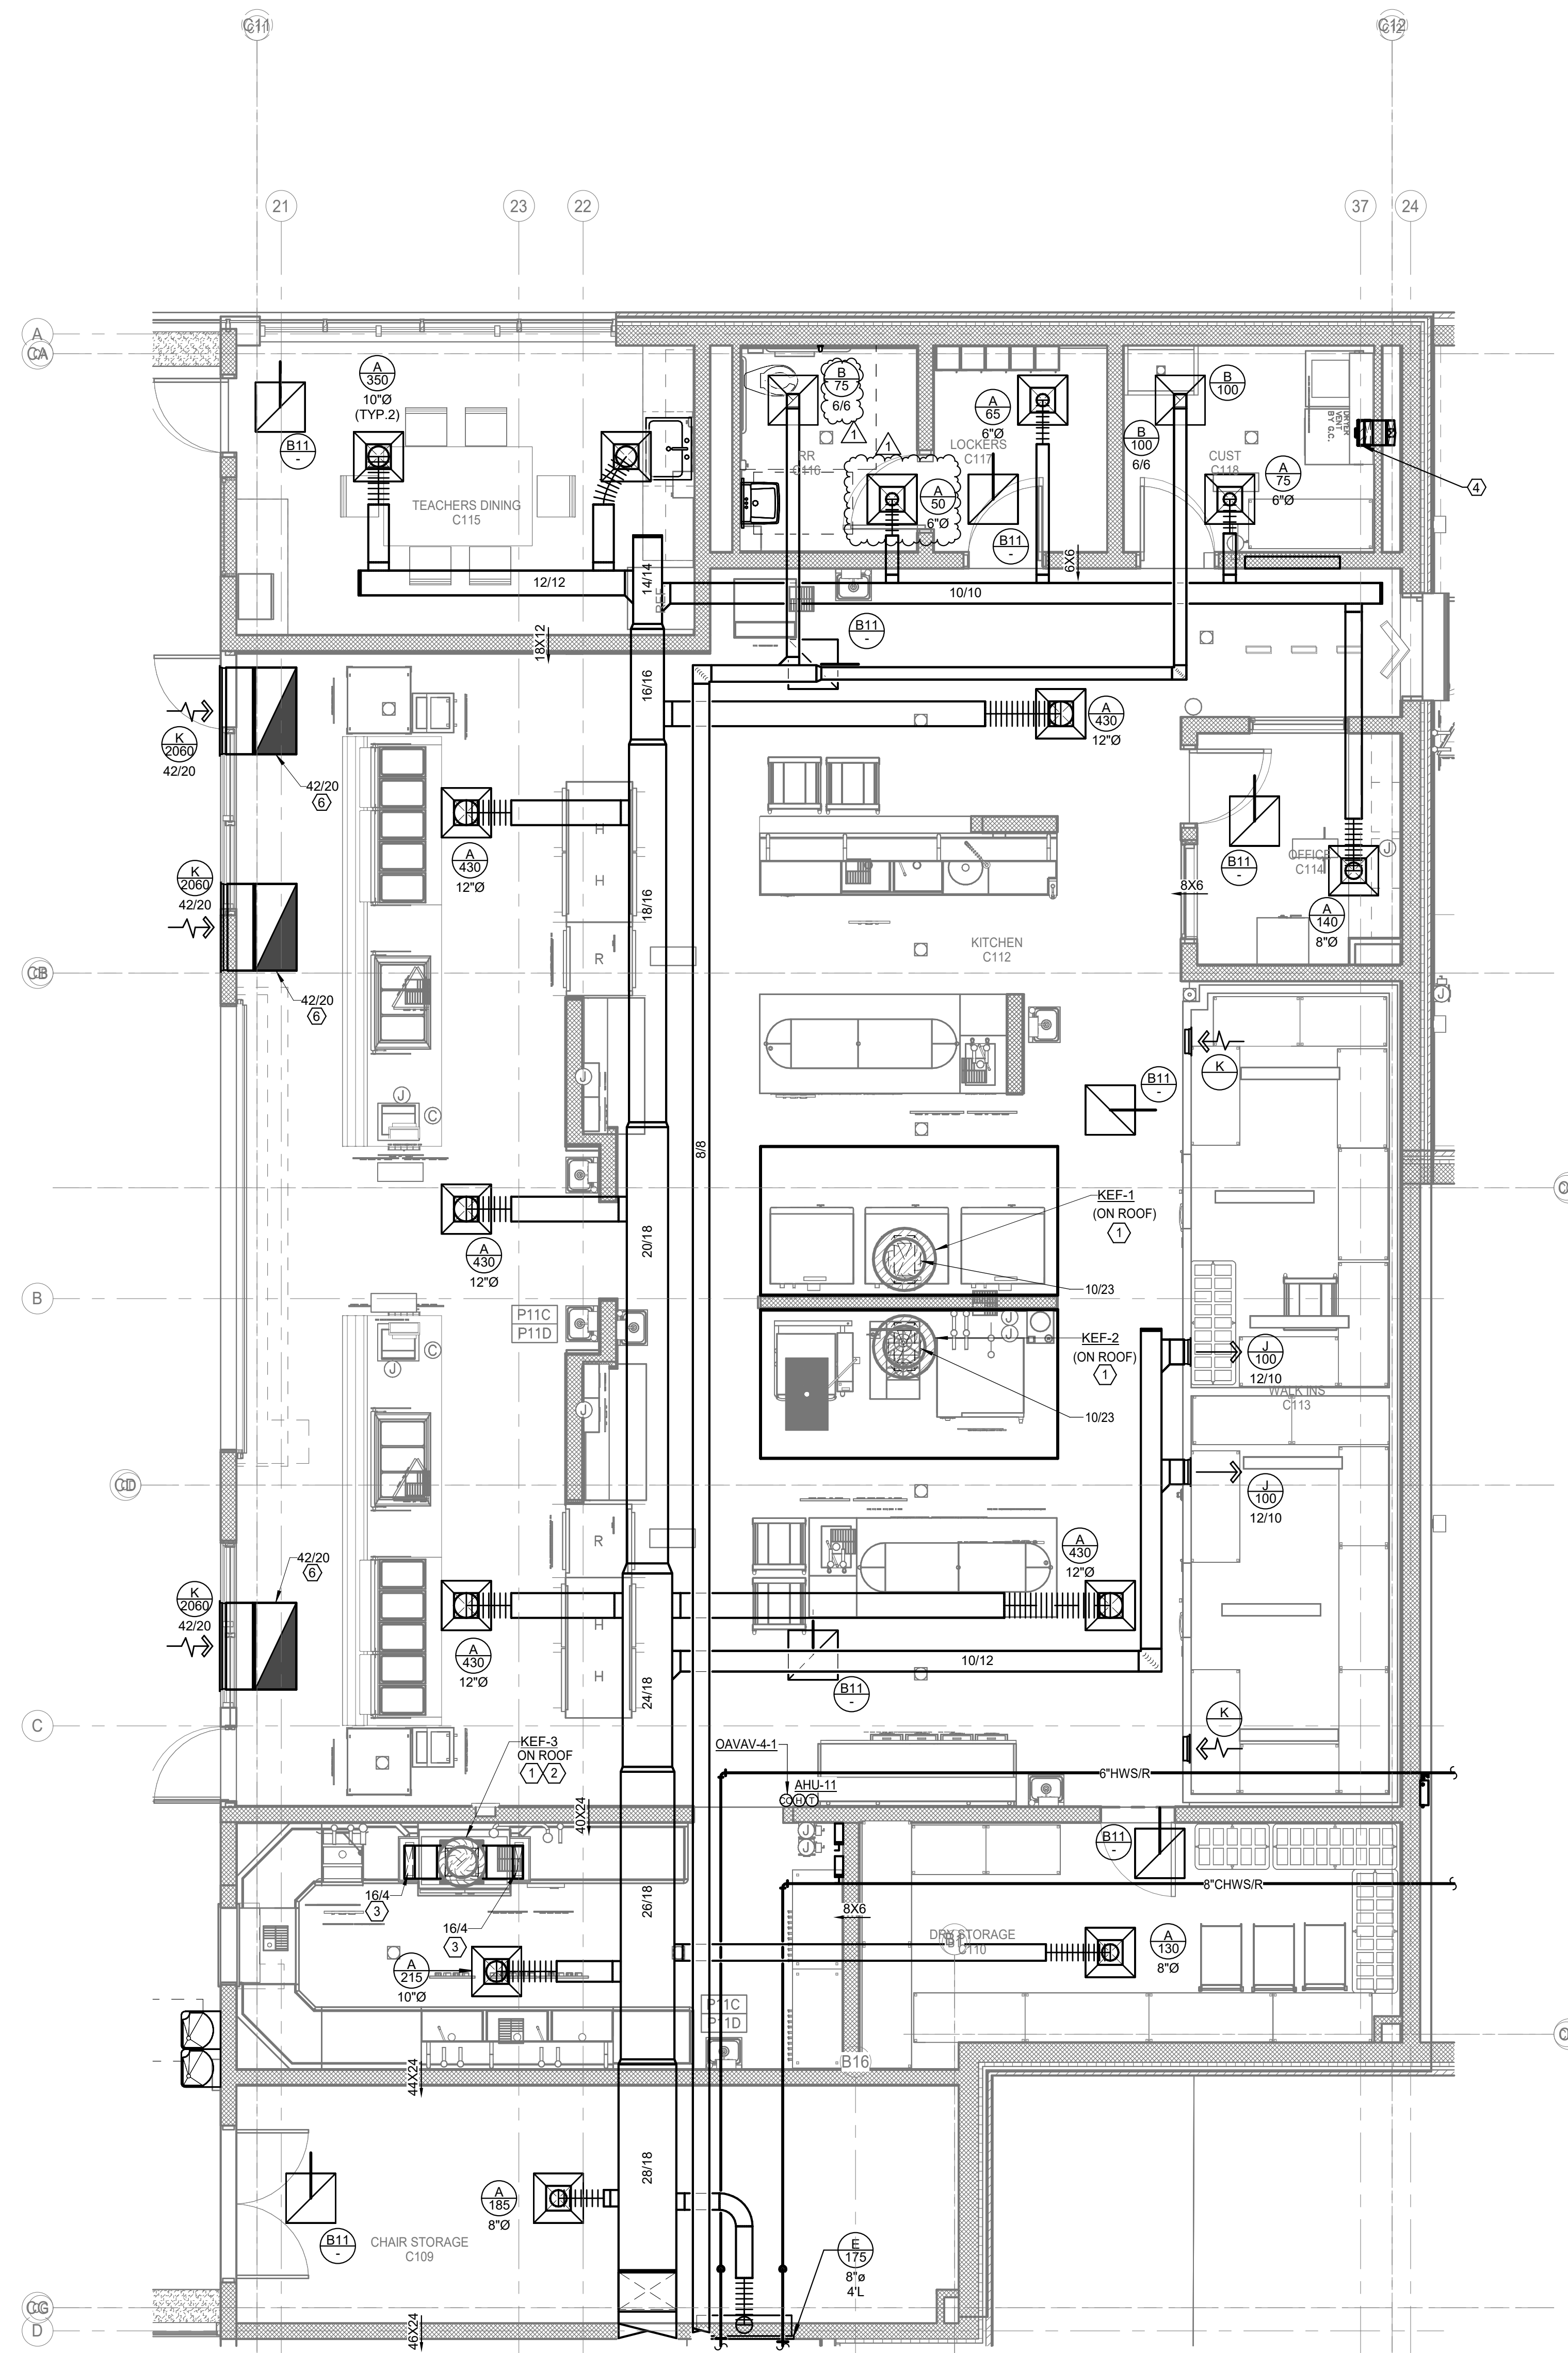 C11
C12
21
23
22
37
24
A
CA
A
350
10"Ø
(TYP.2)
B11
-
TEACHERS DINING
C115
B
75
6/6
1
1
RR
C116
A
65
6"Ø
LOCKERS
C117
A
50
6"Ø
B11
-
B
100
B
100
6/6
CUST
C118
A
75
6"Ø
DRYER
VENT
BY G.C.
4
12/12
14/14
REF
10/10
6X6
B11
-
18X12
16/16
K
2060
42/20
42/20
6
A
430
12"Ø
A
430
12"Ø
H
H
R
18/16
K
2060
42/20
42/20
6
B11
-
OFFICE
C114
J
8X6
A
140
8"Ø
KITCHEN
C112
CB
J
K
J
C
J
B11
-
8/8
A
430
12"Ø
20/18
KEF-1
(ON ROOF)
1
10/23
B
P11C
P11D
C
J
J
J
KEF-2
(ON ROOF)
1
10/23
J
100
12/10
WALK INS
C113
J
CD
J
100
12/10
R
H
H
K
2060
42/20
42/20
6
A
430
12"Ø
A
430
12"Ø
24/18
10/12
B11
-
C
K
KEF-3
ON ROOF
1
2
OAVAV-4-1
AHU-11
CO
H
T
6"HWS/R
40X24
J
J
B11
-
16/4
3
16/4
3
26/18
8"CHWS/R
8X6
DRY STORAGE
C110
A
215
10"Ø
A
130
8"Ø
P11C
P11D
B16
44X24
28/18
A
185
8"Ø
B11
-
CHAIR STORAGE
C109
E
175
8"ø
4'L
CG
D
46X24